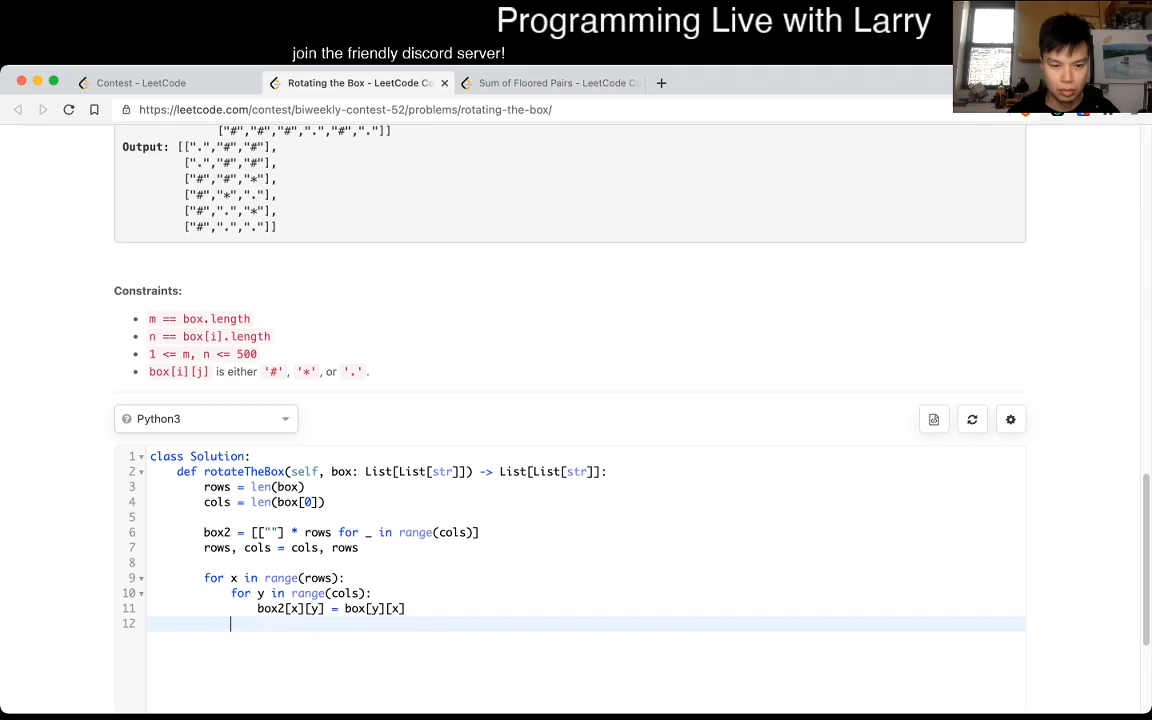 Programming Live with Larry
join the friendly discord server!
Contest - LeetCode
Rotating the Box - LeetCode Co
Sum of Floored Pairs - LeetCode Co
https://leetcode.com/contest/biweekly-contest-52/problems/rotating-the-box/
["#","#","#",".","#","."]]
Output: [[".","#","#"],
[".","#","#"],
["#","#","*"],
["#","*","."],
["#",".","*"],
["#",".","."]]
Constraints:
m == box.length
n == box[i].length
1 <= m, n <= 500
box[i][j] is either '#', '*', or '.'.
Python3
1 class Solution:
2 def rotateTheBox(self, box: List[List[str]]) -> List[List[str]]:
3 rows = len(box)
4 cols = len(box[0])
5
6 box2 = [[""] * rows for _ in range(cols)]
7 rows, cols = cols, rows
8
9 for x in range(rows):
10 for y in range(cols):
11 box2[x][y] = box[y][x]
12